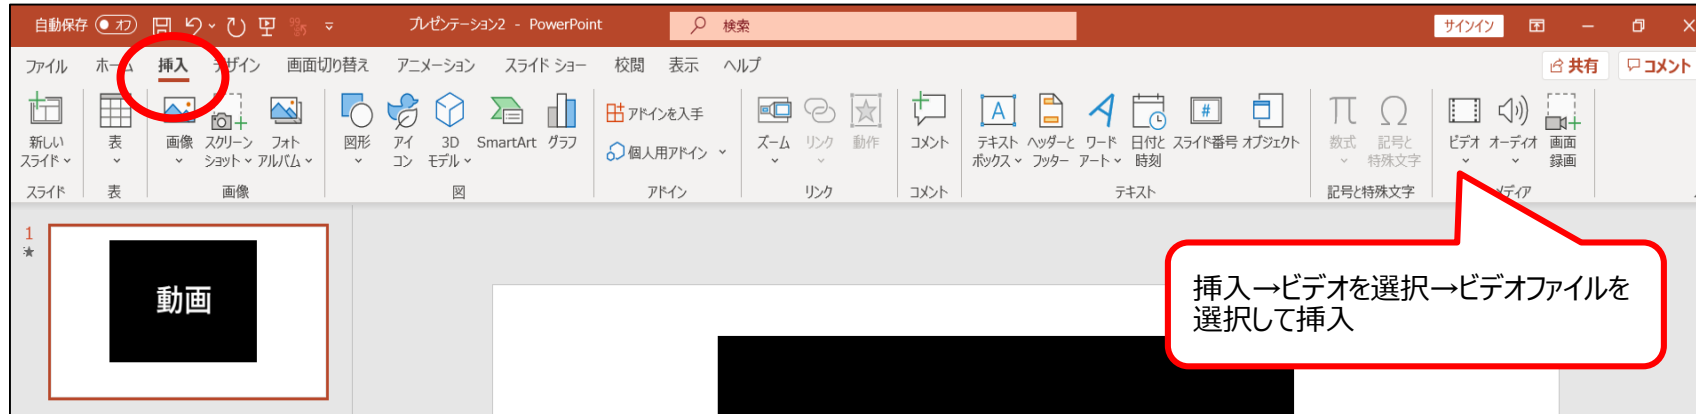 自動保存 オフ プレゼンテーション2 - PowerPoint 検索 サインイン
ファイル ホーム 挿入 デザイン 画面切り替え アニメーション スライド ショー 校閲 表示 ヘルプ 共有 コメント
新しい
スライド
表
画像
スクリーン
ショット
フォト
アルバム
図形
アイ
コン
3D
モデル
SmartArt
グラフ
アドインを入手
個人用アドイン
ズーム
リンク
動作
コメント
テキスト
ボックス
ヘッダーと
フッター
ワード
アート
日付と
時刻
スライド番号
オブジェクト
数式
記号と
特殊文字
ビデオ
オーディオ
画面
録画
スライド 表 画像 図 アドイン リンク コメント テキスト 記号と特殊文字 メディア
1
動画
挿入→ビデオを選択→ビデオファイルを
選択して挿入